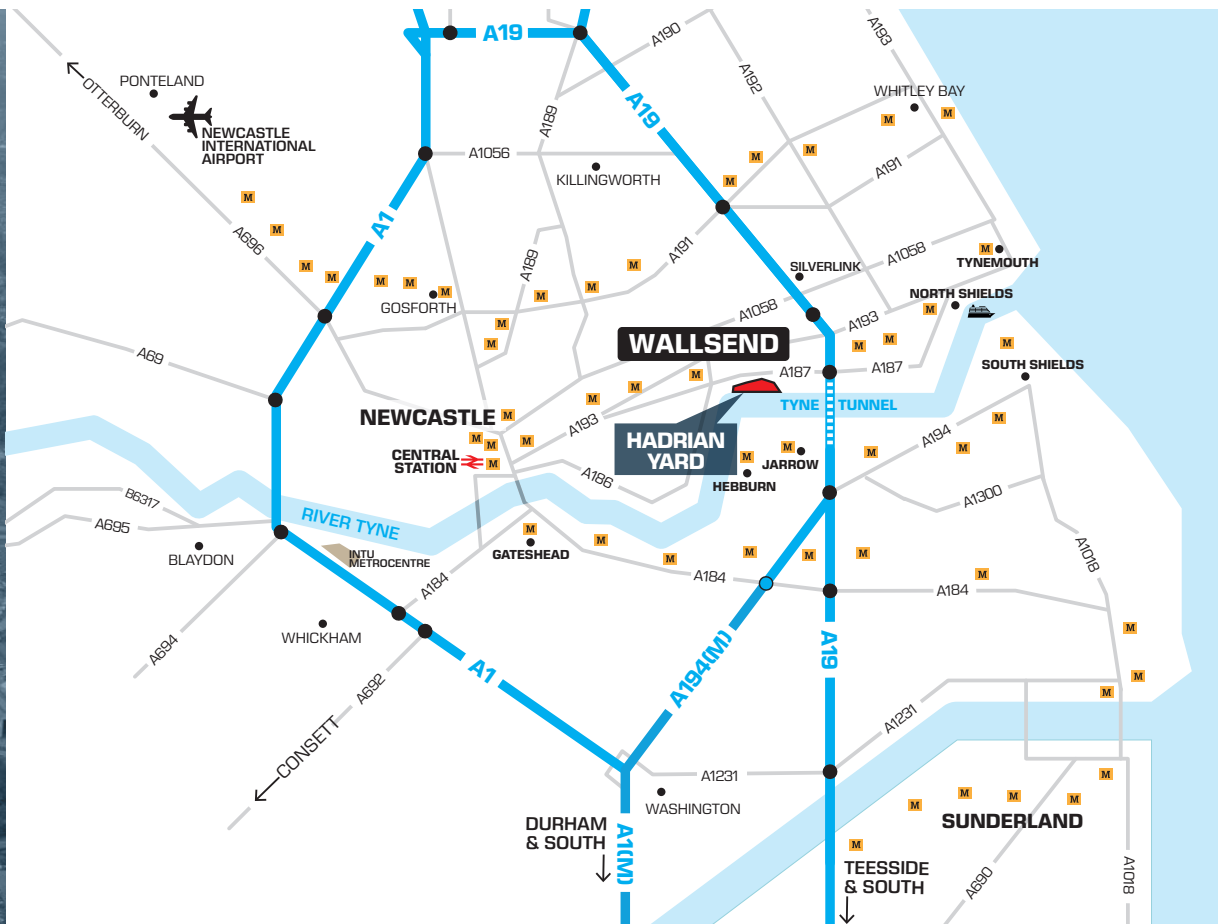 A19
A190
A193
A192
A19
WHITLEY BAY
M
M
PONTELAND
OTTERBURN
NEWCASTLE
INTERNATIONAL
AIRPORT
A189
A1056
KILLINGWORTH
M
M
M
A191
M
A1
M
A696
A191
A189
M
M
M
M
M
M
M
M
M
GOSFORTH
SILVERLINK
A1058
M
TYNEMOUTH
A1058
A193
NORTH SHIELDS
M
M
M
A69
WALLSEND
M
M
M
SOUTH SHIELDS
A187
A187
M
M
M
TYNE TUNNEL
NEWCASTLE
M
A193
M
M
M
M
CENTRAL
STATION
M
HADRIAN
YARD
M
M
JARROW
HEBBURN
A194
M
M
A186
A1300
B6317
A695
RIVER TYNE
BLAYDON
INTU
METROCENTRE
M
GATESHEAD
M
M
M
M
M
A1018
A184
A184
M
A184
M
WHICKHAM
A694
A692
A1
A194(M)
A19
M
M
CONSETT
A1231
A1231
WASHINGTON
M
M
M
M
M
SUNDERLAND
DURHAM
& SOUTH
A1(M)
M
TEESSIDE
& SOUTH
A690
A1018